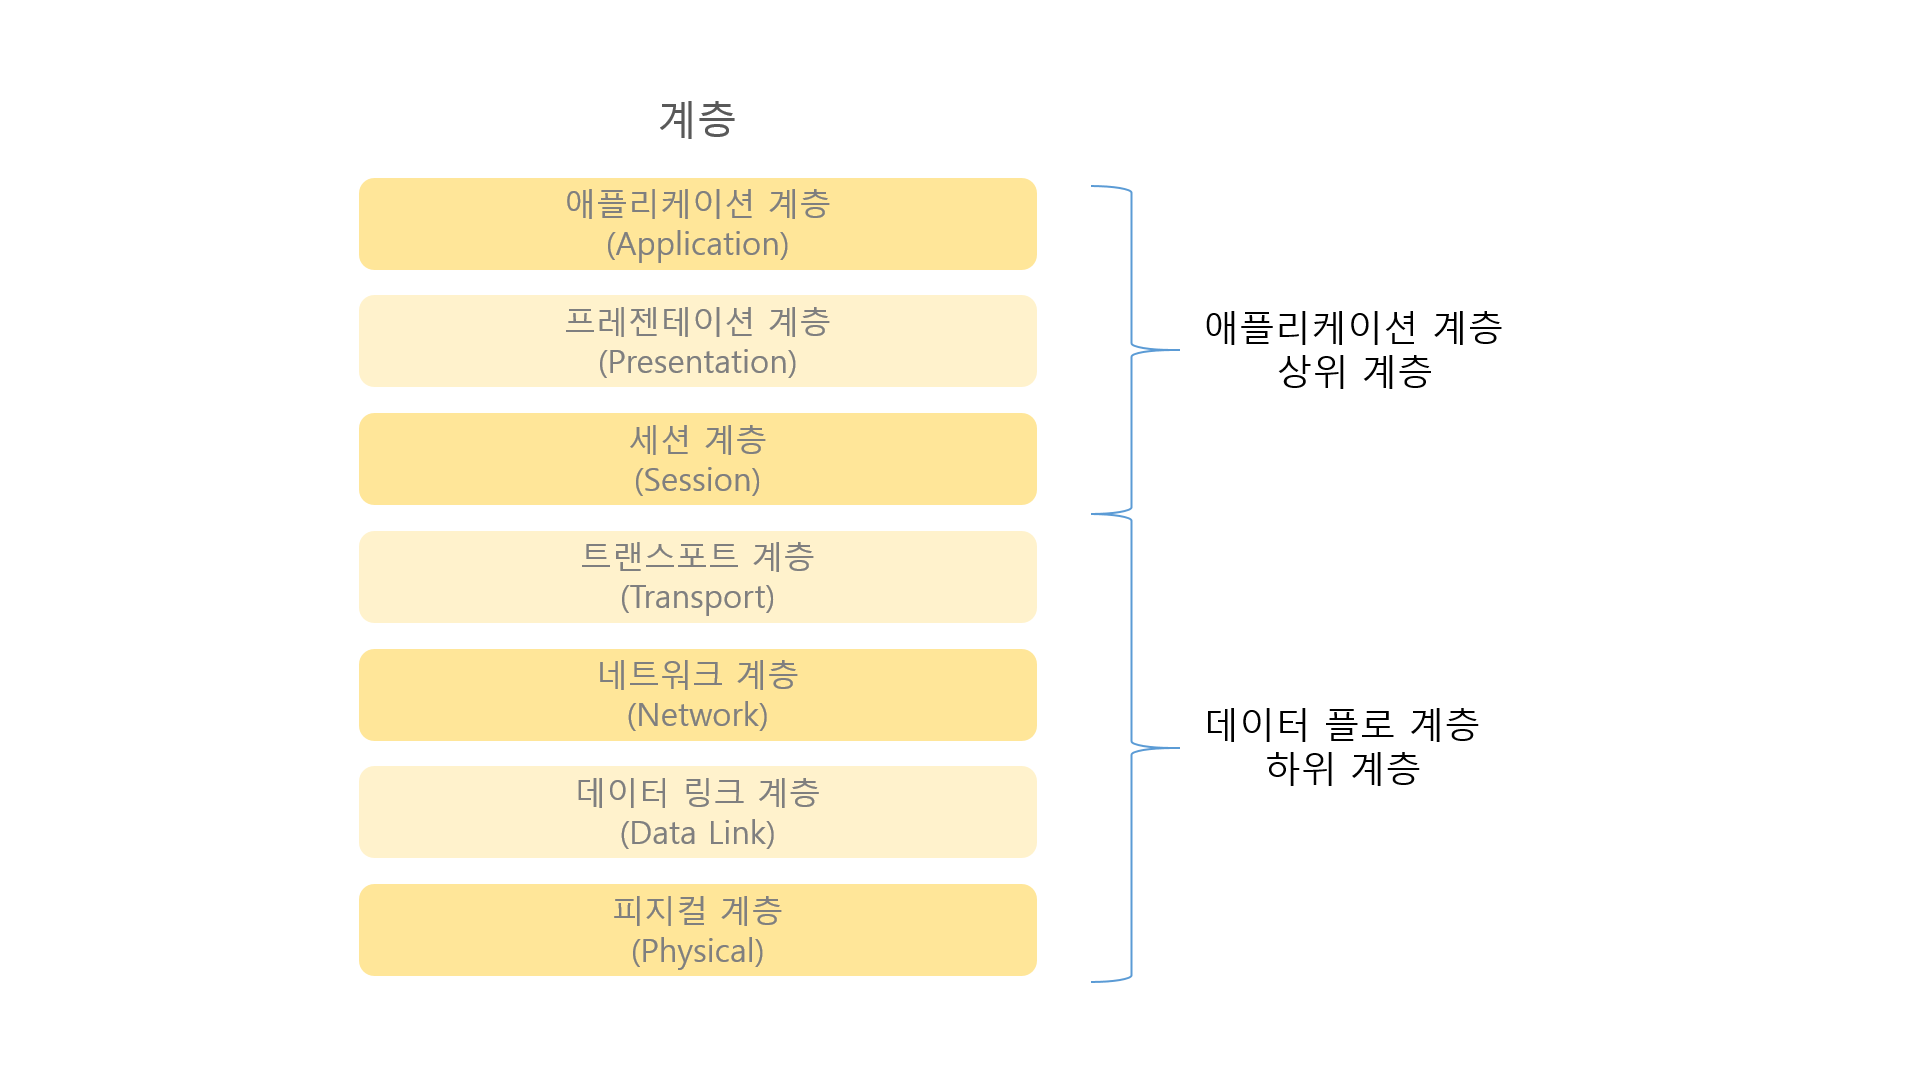 계층
애플리케이션 계층
(Application)
프레젠테이션 계층
(Presentation)
세션 계층
(Session)
트랜스포트 계층
(Transport)
네트워크 계층
(Network)
데이터 링크 계층
(Data Link)
피지컬 계층
(Physical)
애플리케이션 계층
상위 계층
데이터 플로 계층
하위 계층